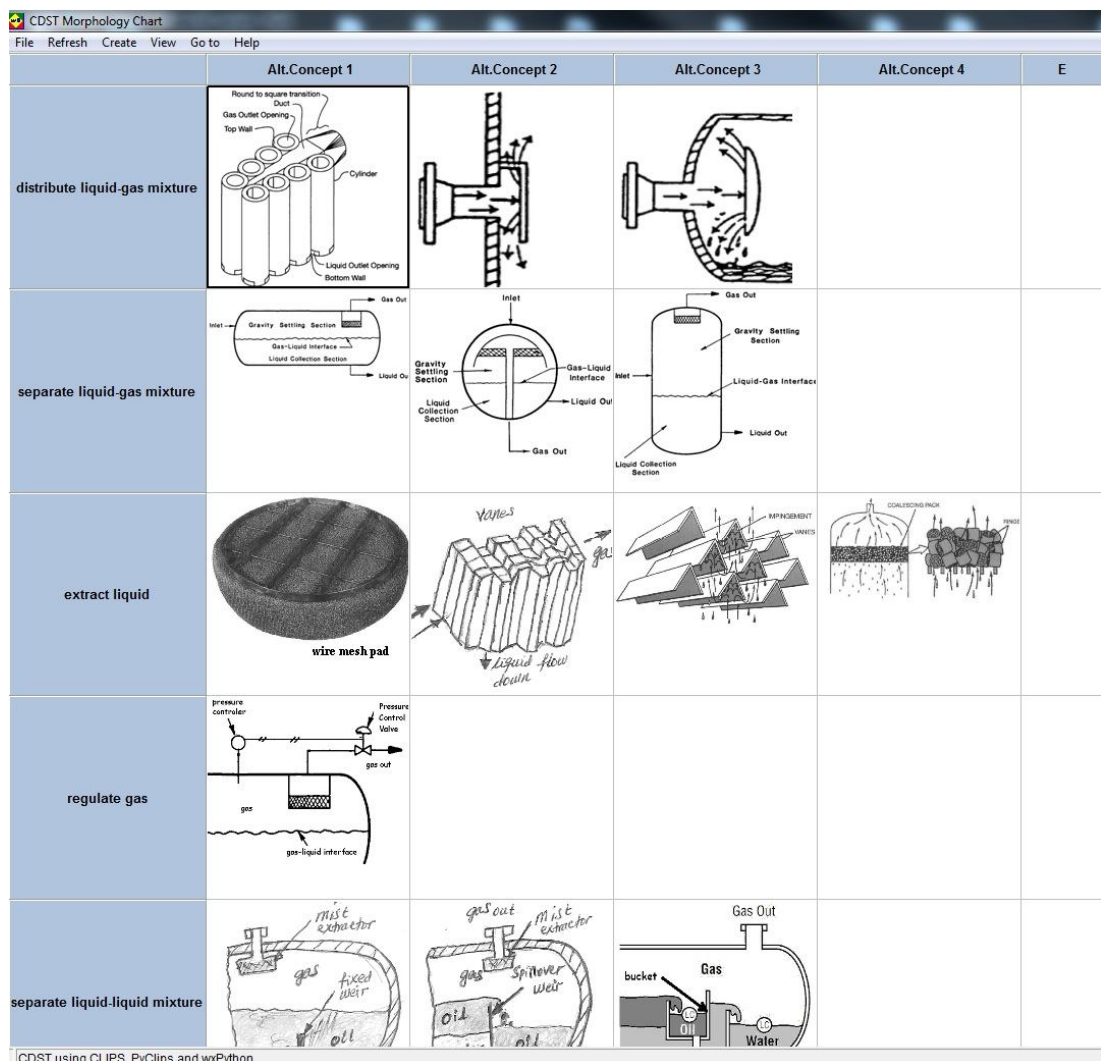 CDST Morphology Chart
File Refresh Create View Go to Help
Alt.Concept 1 Alt.Concept 2 Alt.Concept 3 Alt.Concept 4 E
distribute liquid-gas mixture
Round to square transition
Duct
Gas Outlet Opening
Top Wall
Cylinder
Liquid Outlet Opening
Bottom Wall
separate liquid-gas mixture
Gas Out
Inlet
Gravity Settling Section
Gas-Liquid Interface
Liquid Collection Section
Liquid Ou
Inlet
Gravity
Settling
Section
Gas-Liquid
Interface
Liquid
Collection
Section
Liquid Ou
Gas Out
Gas Out
Gravity Settling
Section
Inlet
Liquid-Gas Interface
Liquid Out
Liquid Collection
Section
extract liquid
wire mesh pad
Vanes
gas
liquid flow
down
IMPINGEMENT
VANES
COALESCING PACK
RINGS
regulate gas
pressure
controler
Pressure
Control
Valve
gas out
gas
gas-liquid interface
separate liquid-liquid mixture
mist
extractor
gas
fixed
weir
oil
gas out
mist
extractor
gas
Spillover
weir
oil
Gas Out
Gas
bucket
LC
Oil
LC
Water
CDST using CLIPS, PyClips and wxPython